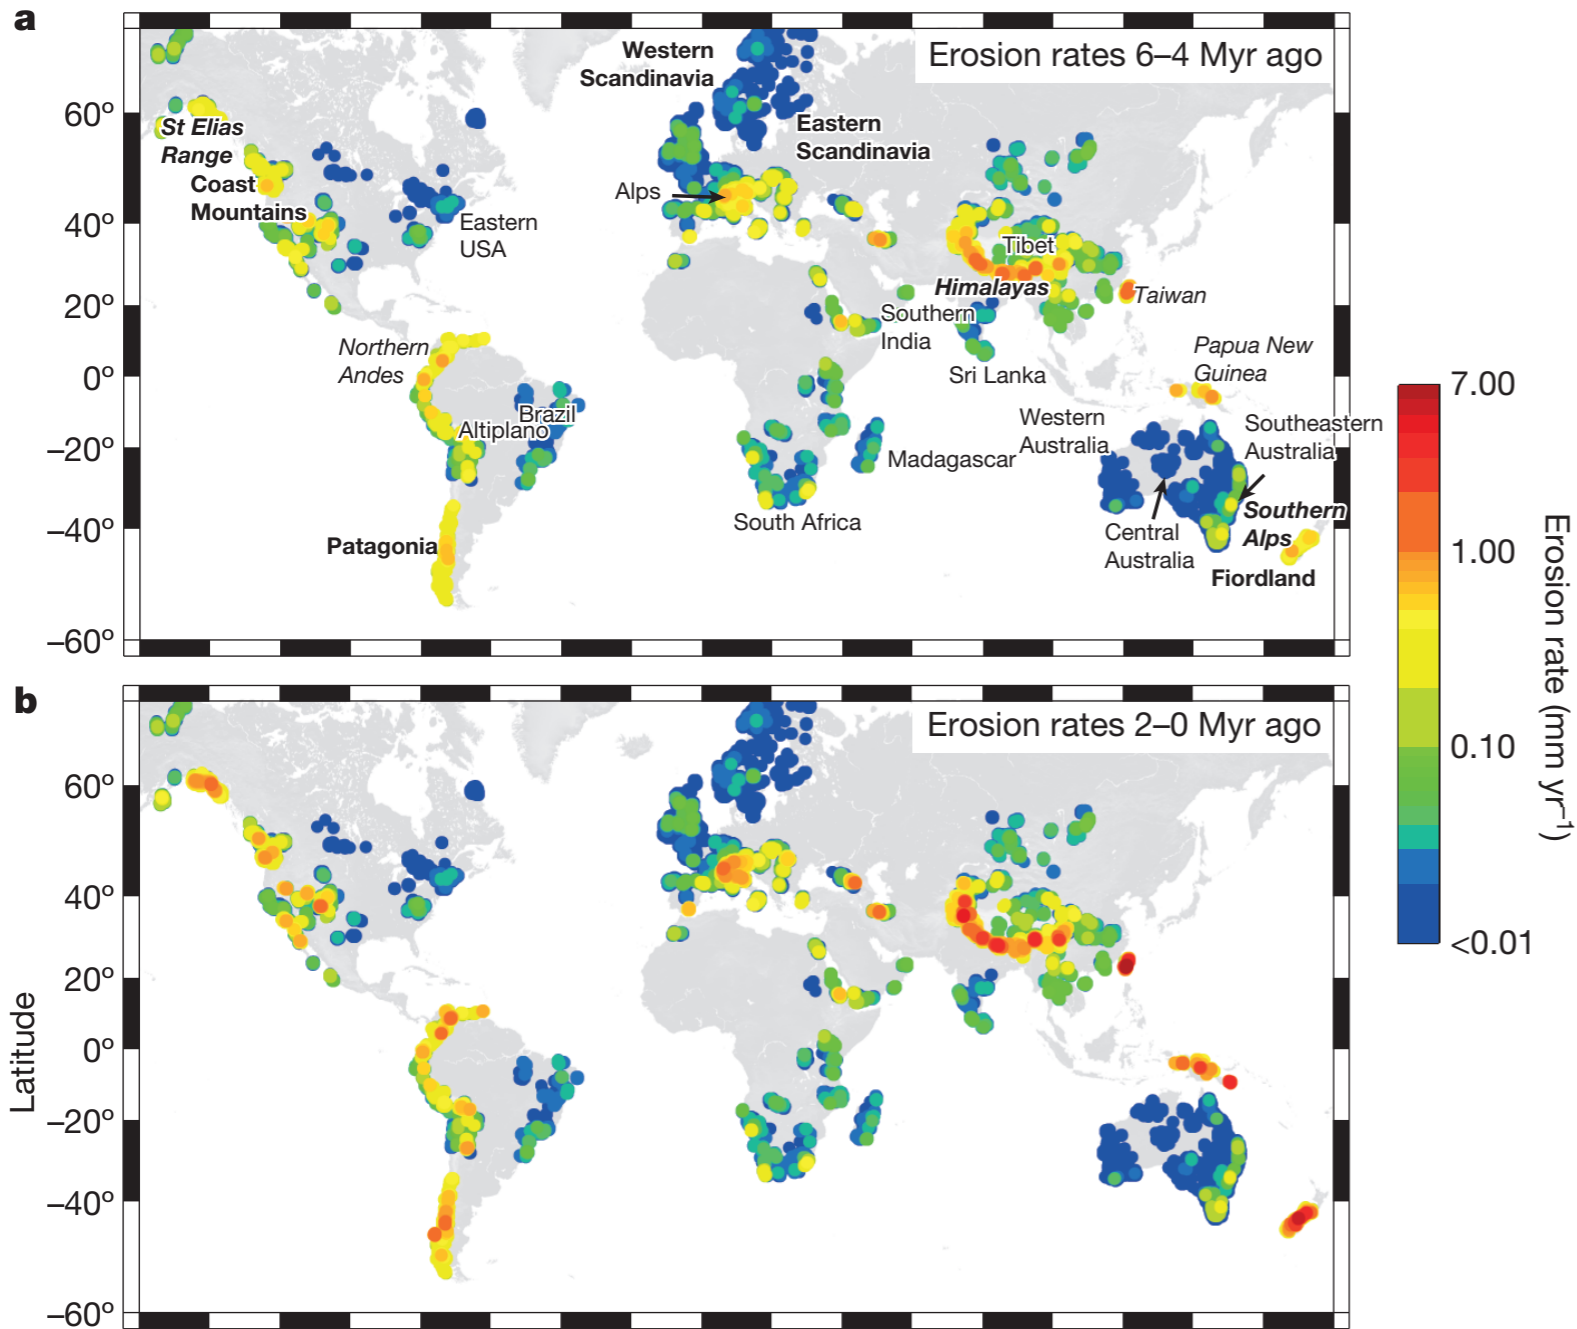 a
Erosion rates 6–4 Myr ago
Western
Scandinavia
Eastern
Scandinavia
St Elias
Range
Coast
Mountains
Alps
Eastern
USA
Tibet
Himalayas
Taiwan
Southern
India
Sri Lanka
Northern
Andes
Papua New
Guinea
Brazil
Altiplano
Western
Australia
Southeastern
Australia
Madagascar
South Africa
Central
Australia
Southern
Alps
Patagonia
Fiordland
60°
40°
20°
0°
–20°
–40°
–60°
7.00
1.00
0.10
<0.01
Erosion rate (mm yr⁻¹)
b
Erosion rates 2–0 Myr ago
60°
40°
20°
0°
–20°
–40°
–60°
Latitude